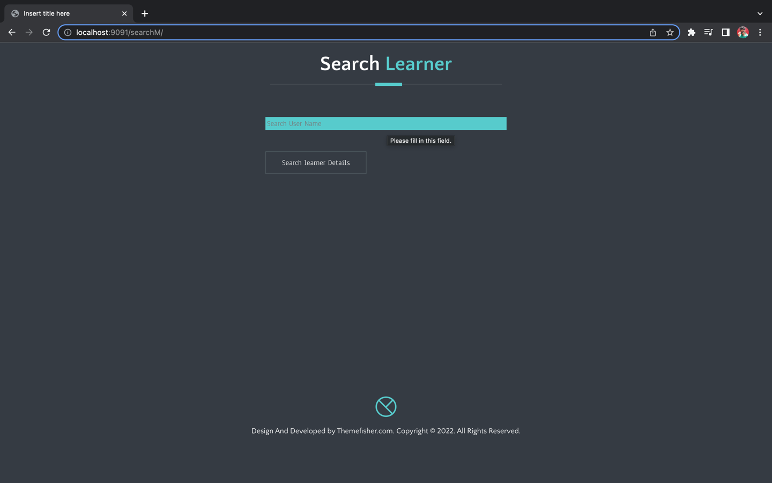 Insert title here
localhost:9091/searchM/
Search Learner
Search User Name
Please fill in this field.
Search learner Details
Design And Developed by Themefisher.com. Copyright © 2022. All Rights Reserved.